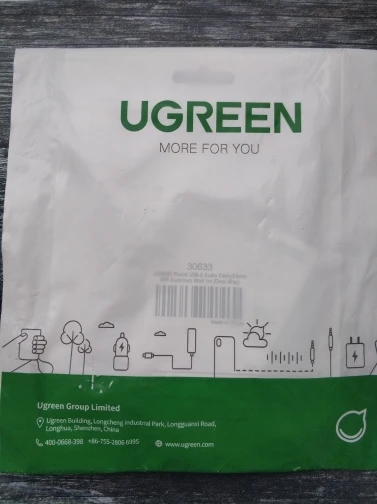 UGREEN
MORE FOR YOU
30633
Ugreen Group Limited
Ugreen Building, Longcheng Industrial Park, Longguanxi Road,
Longhua, Shenzhen, China
400-0668-398 +86-755-2806 6995 www.ugreen.com